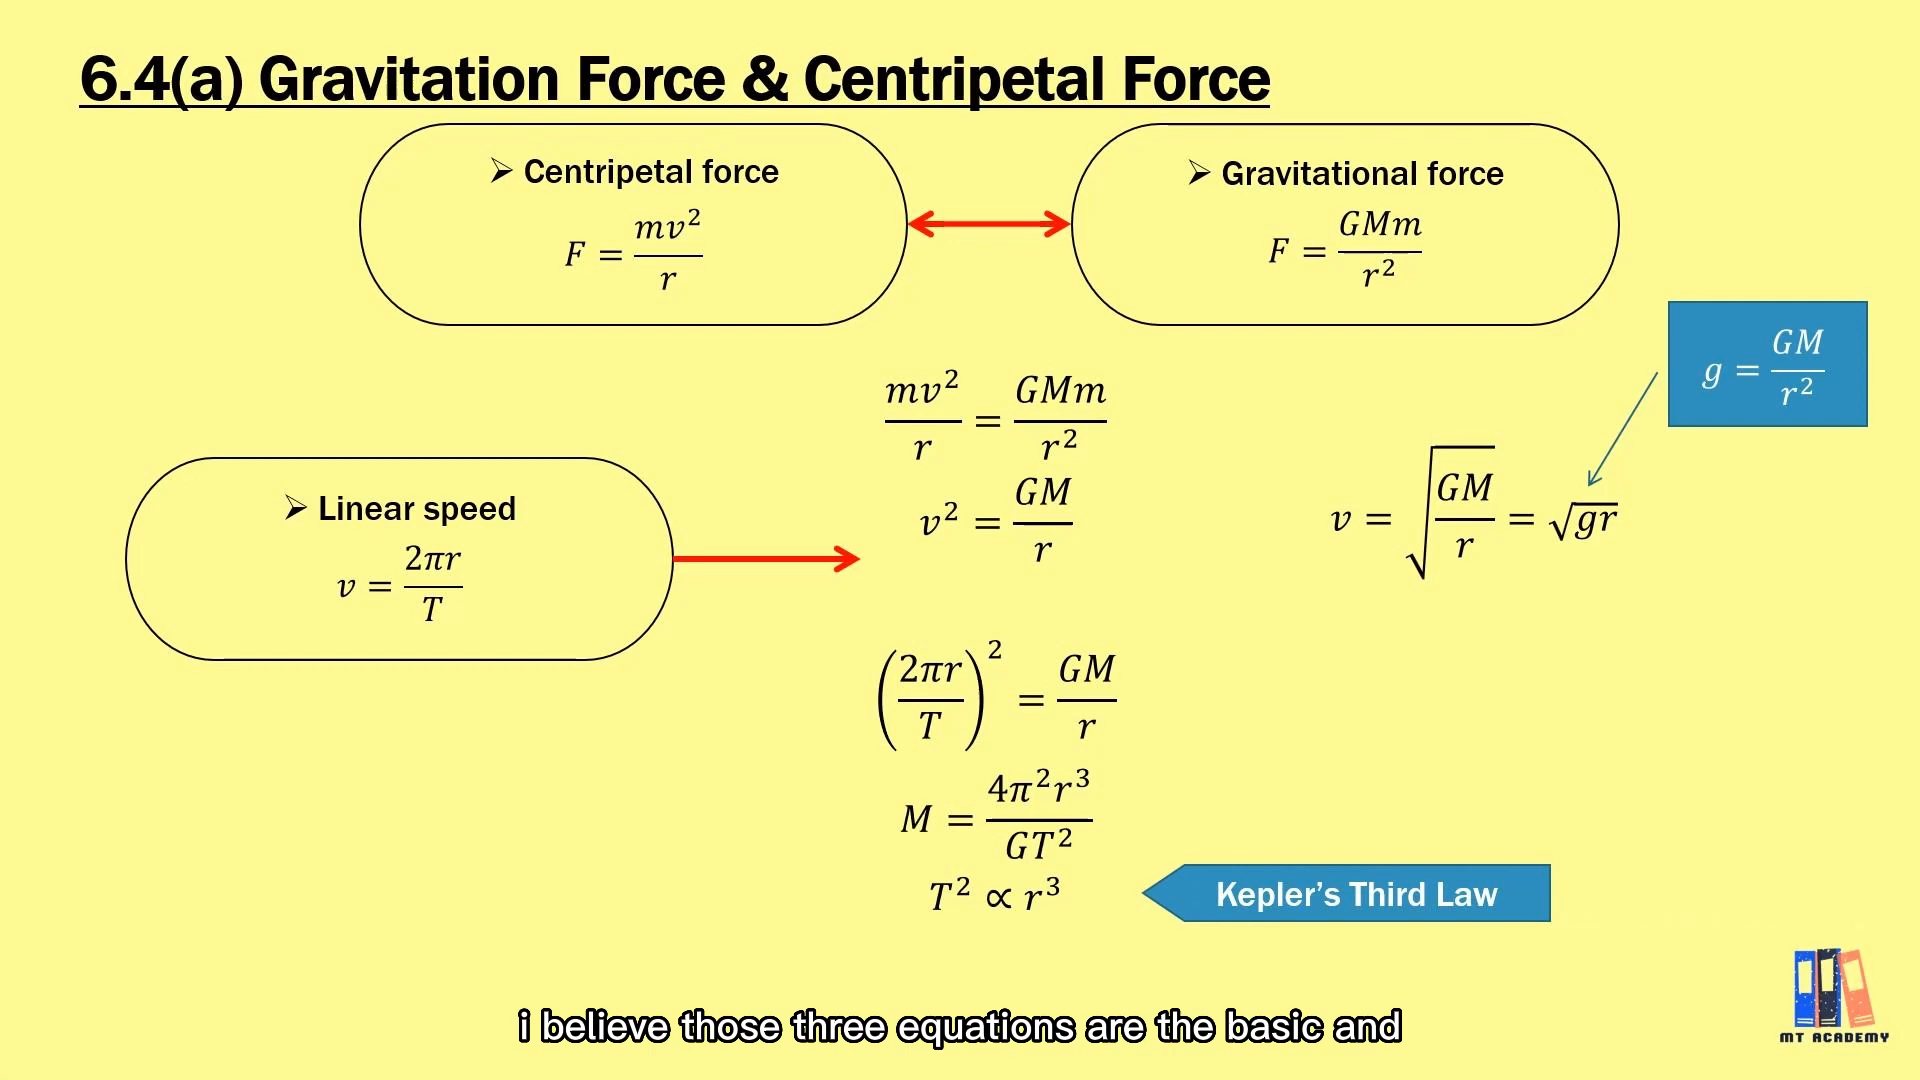 6.4(a) Gravitation Force & Centripetal Force
➢ Centripetal force
F = mv²/r
➢ Gravitational force
F = GMm/r²
g = GM/r²
mv²/r = GMm/r²
v² = GM/r
v = √(GM/r) = √gr
➢ Linear speed
v = 2πr/T
(2πr/T)² = GM/r
M = 4π²r³/GT²
T² ∝ r³
Kepler’s Third Law
i believe those three equations are the basic and
MT ACADEMY